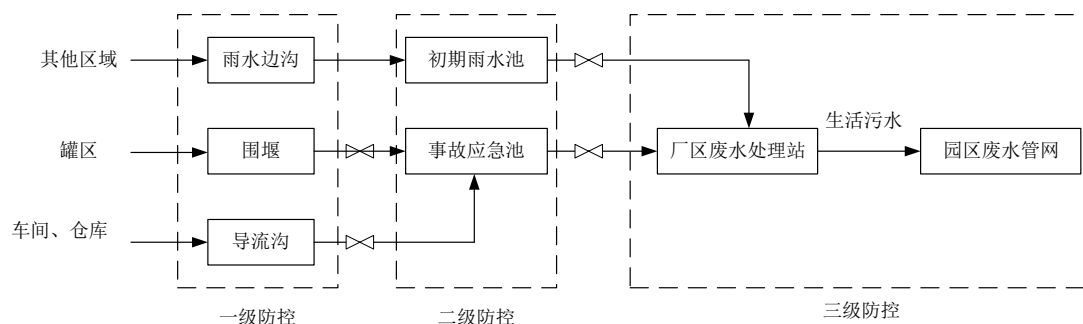 其他区域
雨水边沟
初期雨水池
罐区
围堰
事故应急池
厂区废水处理站
生活污水
园区废水管网
车间、仓库
导流沟
一级防控
二级防控
三级防控